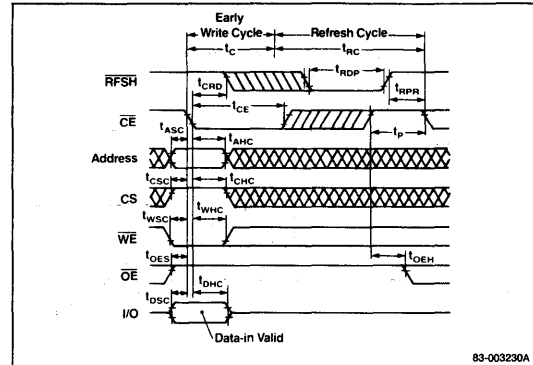 Early
Write Cycle Refresh Cycle
tC tRC
RFSH
tCRD tRDP tRPR
CE
tCE
tASC tAHC tP
Address
tCSC tCHC
CS
tWSC tWHC
WE
tOES tOEH
OE
tDSC tDHC
I/O
Data-in Valid
83-003230A